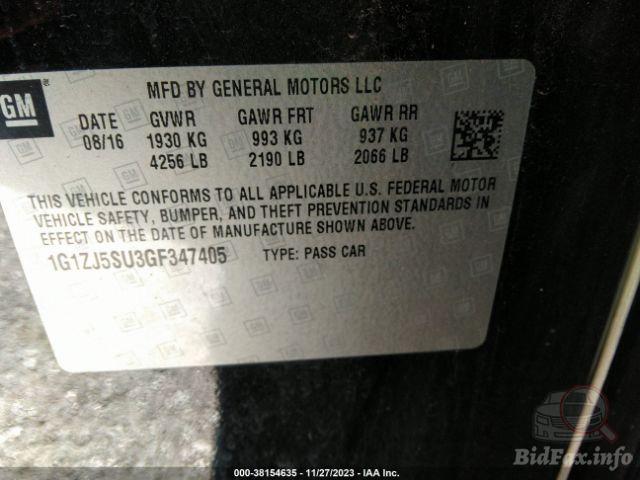 GM
MFD BY GENERAL MOTORS LLC
DATE GVWR GAWR FRT GAWR RR
08/16 1930 KG 993 KG 937 KG
4256 LB 2190 LB 2066 LB
THIS VEHICLE CONFORMS TO ALL APPLICABLE U.S. FEDERAL MOTOR
VEHICLE SAFETY, BUMPER, AND THEFT PREVENTION STANDARDS IN
EFFECT ON THE DATE OF MANUFACTURE SHOWN ABOVE.
1G1ZJ5SU3GF347405 TYPE: PASS CAR
BidFax.info
000-38154635 - 11/27/2023 - IAA Inc.